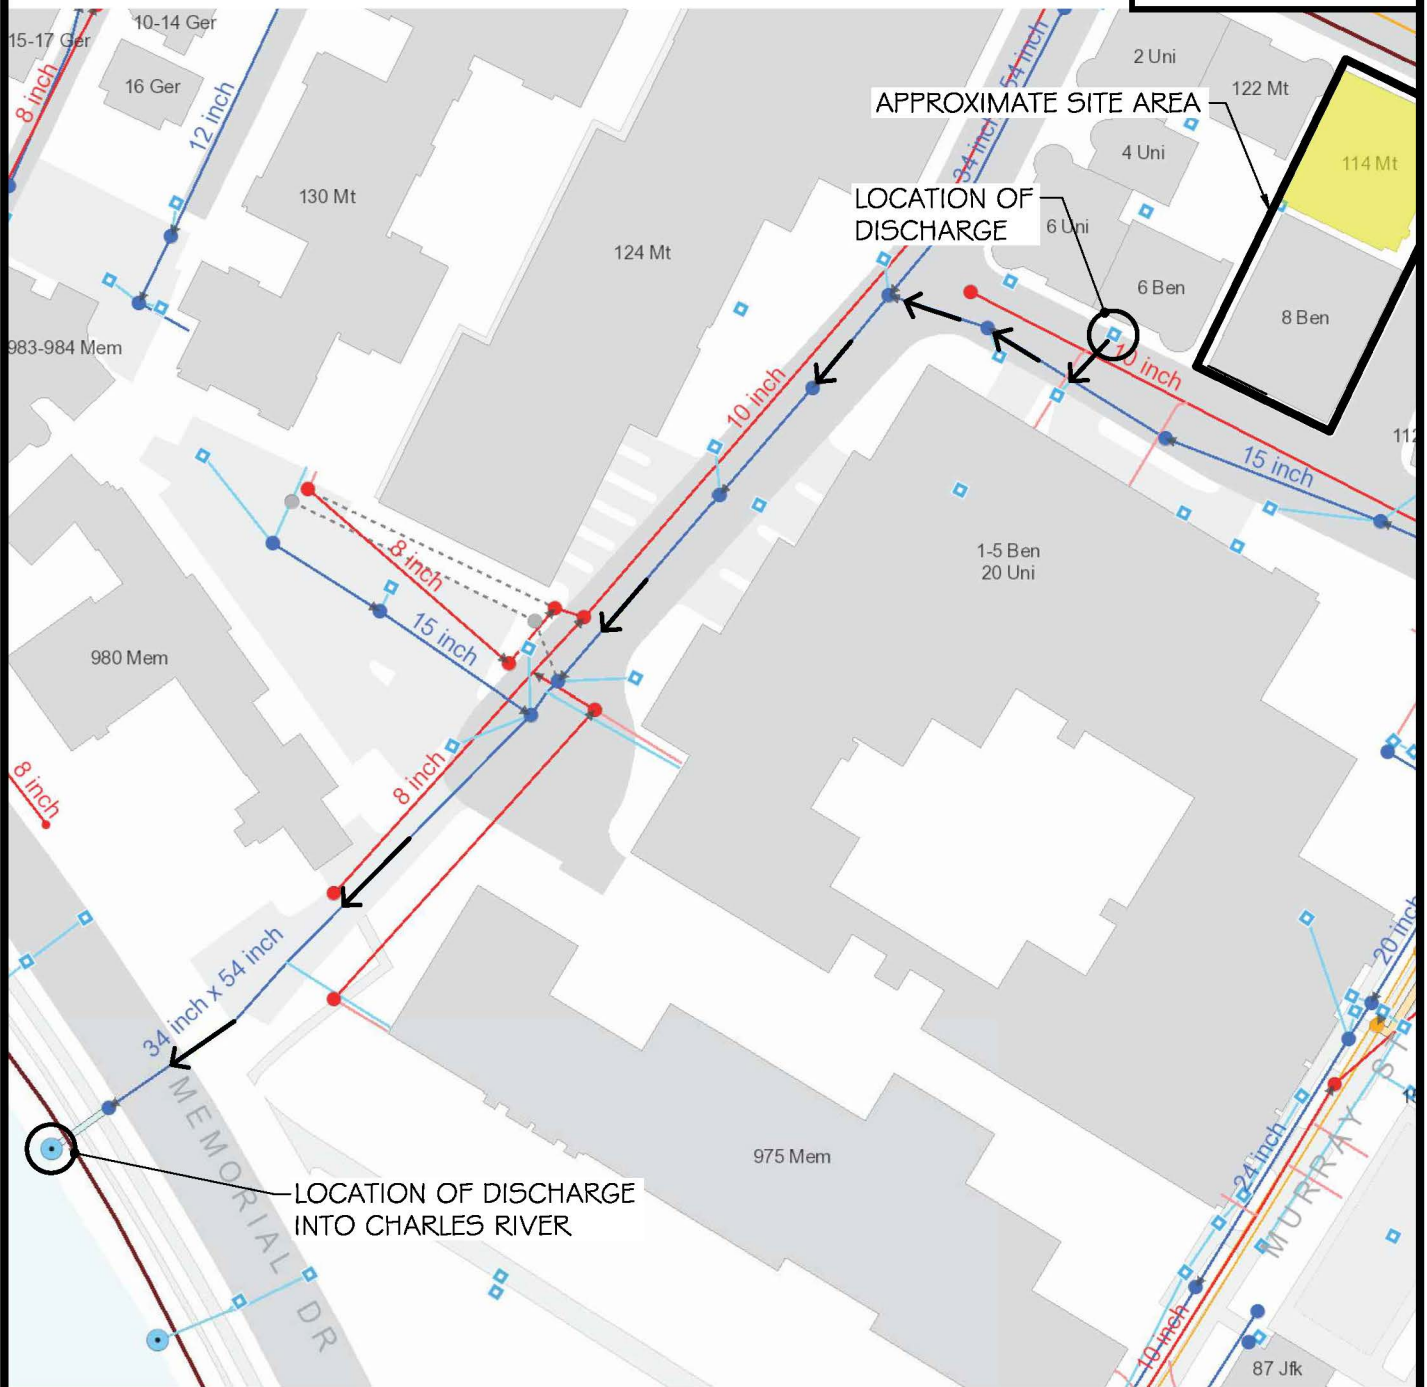 10-14 Ger
15-17 Ger
16 Ger
8 inch
12 inch
130 Mt
124 Mt
983-984 Mem
34 inch
54 inch
2 Uni
122 Mt
APPROXIMATE SITE AREA
4 Uni
114 Mt
LOCATION OF
DISCHARGE
6 Uni
6 Ben
8 Ben
10 inch
10 inch
15 inch
112
1-5 Ben
20 Uni
8 inch
15 inch
980 Mem
8 inch
8 inch
34 inch x 54 inch
MEMORIAL DR
LOCATION OF DISCHARGE
INTO CHARLES RIVER
975 Mem
20 inch
24 inch
MURRAY ST
10 inch
87 Jfk